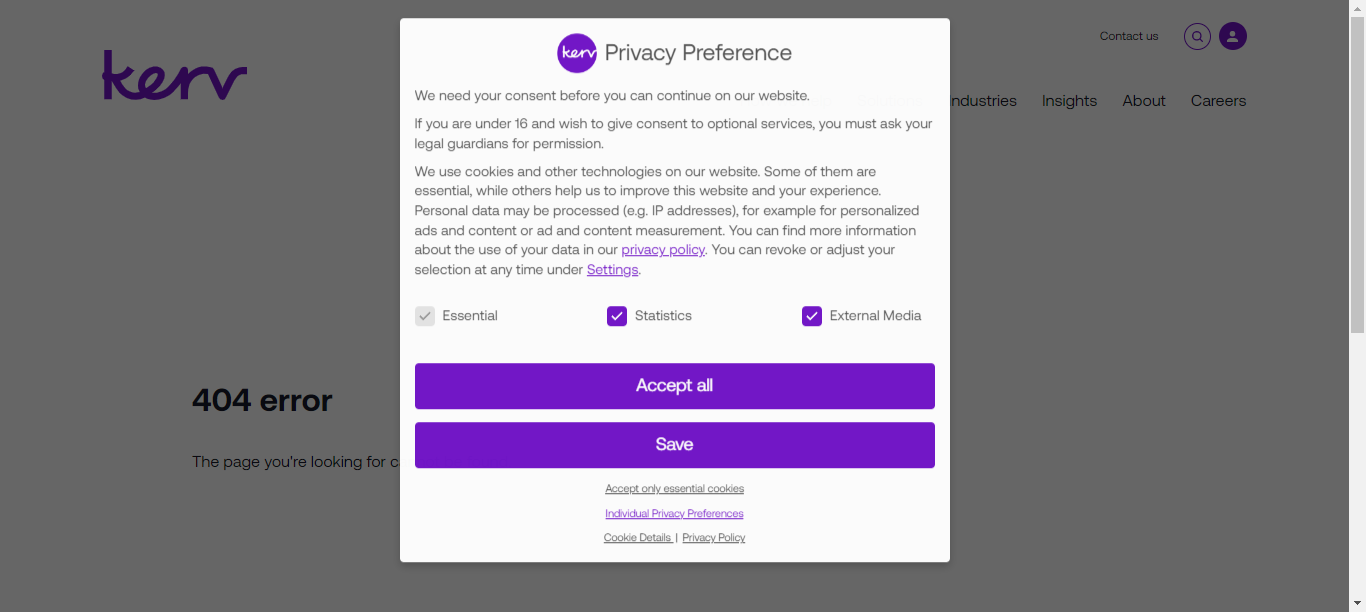 Contact us
kerv
Industries
Insights
About
Careers
kerv Privacy Preference
We need your consent before you can continue on our website.
If you are under 16 and wish to give consent to optional services, you must ask your
legal guardians for permission.
We use cookies and other technologies on our website. Some of them are
essential, while others help us to improve this website and your experience.
Personal data may be processed (e.g. IP addresses), for example for personalized
ads and content or ad and content measurement. You can find more information
about the use of your data in our privacy policy. You can revoke or adjust your
selection at any time under Settings.
Essential
Statistics
External Media
Accept all
Save
Accept only essential cookies
Individual Privacy Preferences
Cookie Details | Privacy Policy
404 error
The page you're looking for